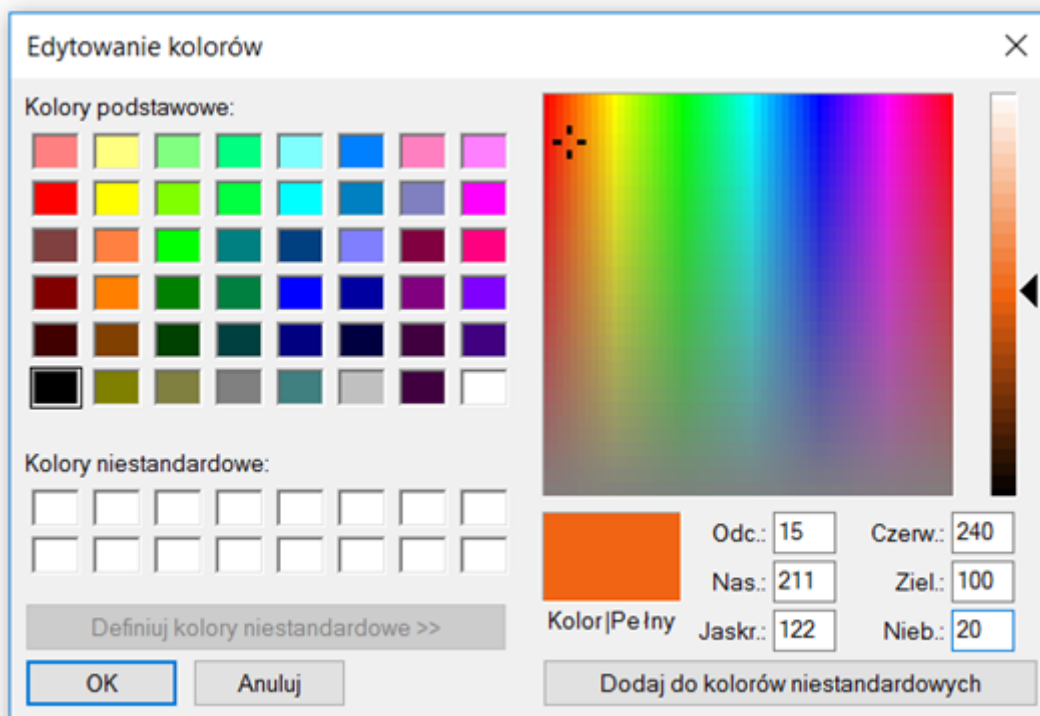 Edytowanie kolorów
Kolory podstawowe:
Kolory niestandardowe:
Definiuj kolory niestandardowe >>
OK Anuluj
Kolor|Pełny
Odc.: 15 Czerw.: 240
Nas.: 211 Ziel.: 100
Jaskr.: 122 Nieb.: 20
Dodaj do kolorów niestandardowych